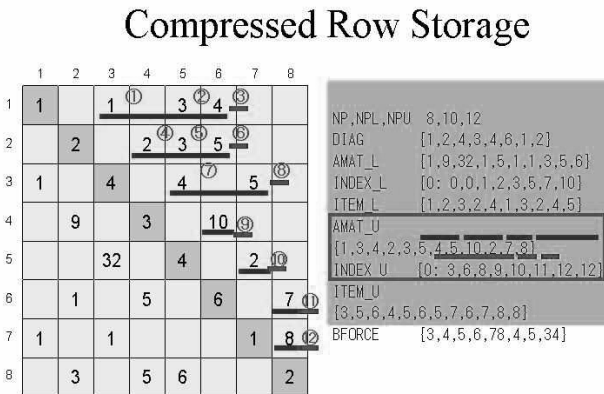 Compressed Row Storage
1 2 3 4 5 6 7 8
1 1 1 ① 3 ② 4 ③
2 2 2 ④ 3 ⑤ 5 ⑥
3 1 4 4 ⑦ 5 ⑧
4 9 3 10 ⑨
5 32 4 2 ⑩
6 1 5 6 7 ⑪
7 1 1 1 8 ⑫
8 3 5 6 2
NP,NPL,NPU 8,10,12
DIAG [1,2,4,3,4,6,1,2]
AMAT_L [1,9,32,1,5,1,1,3,5,6]
INDEX_L [0: 0,0,1,2,3,5,7,10]
ITEM_L [1,2,3,2,4,1,3,2,4,5]
AMAT_U
[1,3,4,2,3,5,4,5,10,2,7,8]
INDEX_U [0: 3,6,8,9,10,11,12,12]
ITEM_U
[3,5,6,4,5,6,5,7,6,7,8,8]
BFORCE [3,4,5,6,78,4,5,34]